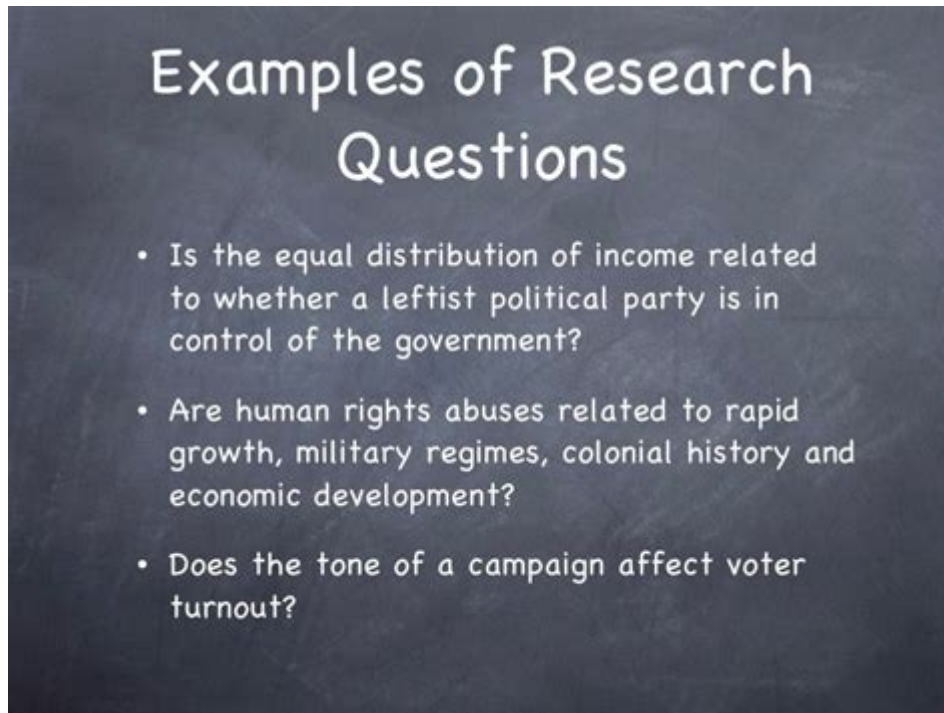 Examples of Research
Questions
• Is the equal distribution of income related
to whether a leftist political party is in
control of the government?
• Are human rights abuses related to rapid
growth, military regimes, colonial history and
economic development?
• Does the tone of a campaign affect voter
turnout?